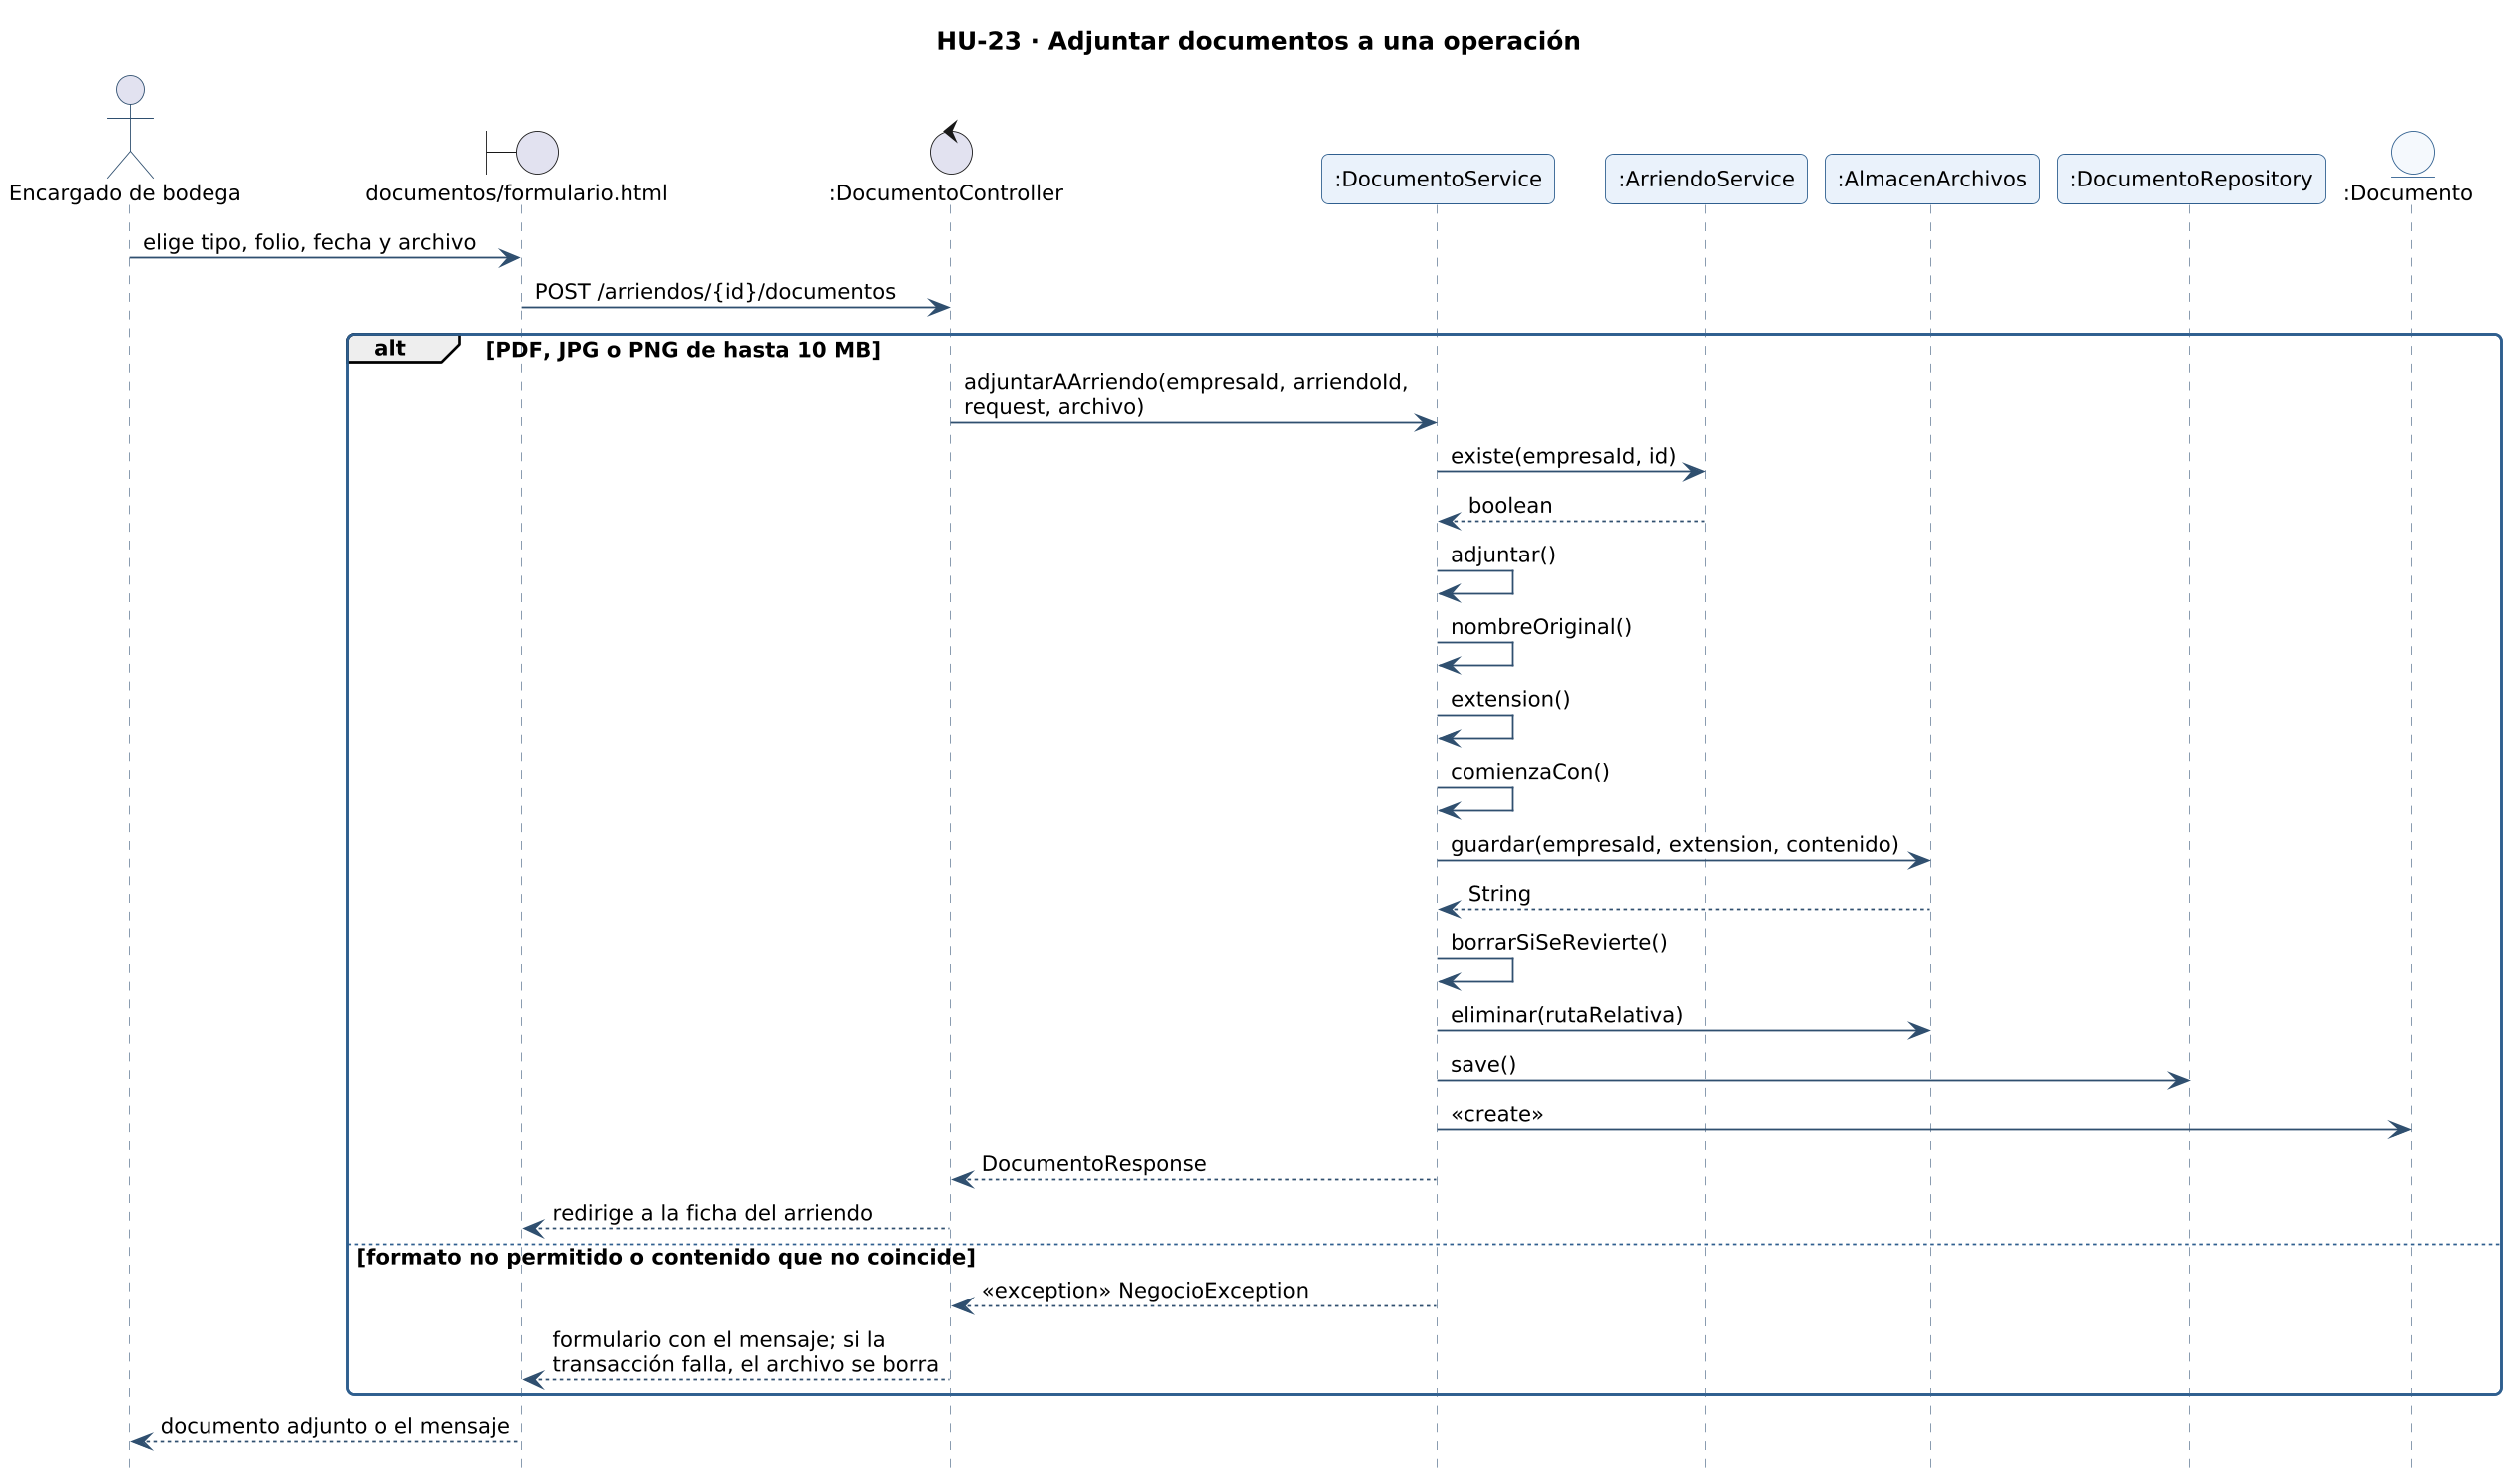 HU-23 · Adjuntar documentos a una operación
Encargado de bodega
documentos/formulario.html
:DocumentoController
:DocumentoService
:ArriendoService
:AlmacenArchivos
:DocumentoRepository
:Documento
elige tipo, folio, fecha y archivo
POST /arriendos/{id}/documentos
alt
[PDF, JPG o PNG de hasta 10 MB]
adjuntarAArriendo(empresaId, arriendoId,
request, archivo)
existe(empresaId, id)
boolean
adjuntar()
nombreOriginal()
extension()
comienzaCon()
guardar(empresaId, extension, contenido)
String
borrarSiSeRevierte()
eliminar(rutaRelativa)
save()
«create»
DocumentoResponse
redirige a la ficha del arriendo
[formato no permitido o contenido que no coincide]
«exception» NegocioException
formulario con el mensaje; si la
transacción falla, el archivo se borra
documento adjunto o el mensaje